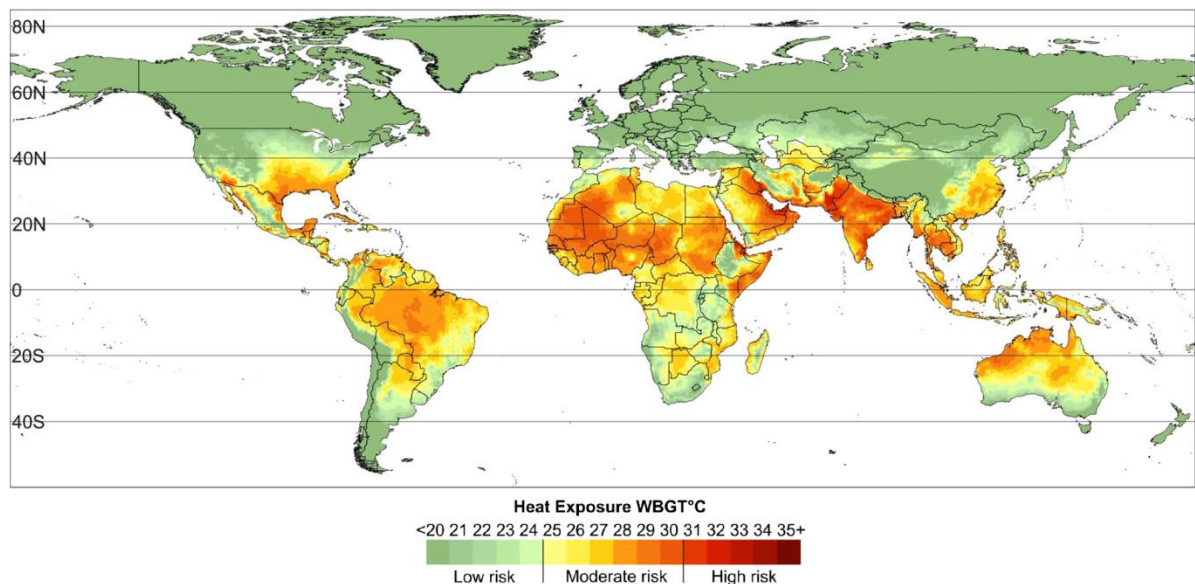 80N
60N
40N
20N
0
20S
40S
Heat Exposure WBGT°C
<20 21 22 23 24 25 26 27 28 29 30 31 32 33 34 35+
Low risk Moderate risk High risk